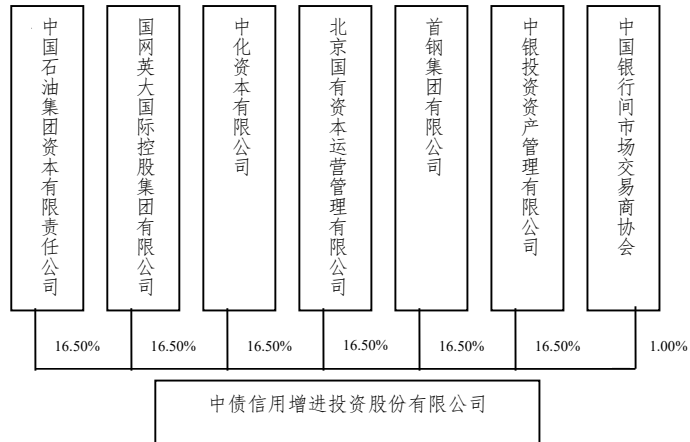 中国石油集团资本有限责任公司
国网英大国际控股集团有限公司
中化资本有限公司
北京国有资本运营管理有限公司
首钢集团有限公司
中银投资资产管理有限公司
中国银行间市场交易商协会
16.50%
16.50%
16.50%
16.50%
16.50%
16.50%
1.00%
中债信用增进投资股份有限公司